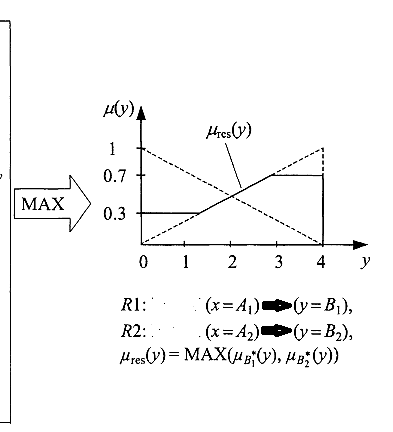 μ(y)
μres(y)
1
0.7
MAX
0.3
0 1 2 3 4 y
R1: (x = A1) ➡ (y = B1),
R2: (x = A2) ➡ (y = B2),
μres(y) = MAX(μB1*(y), μB2*(y))